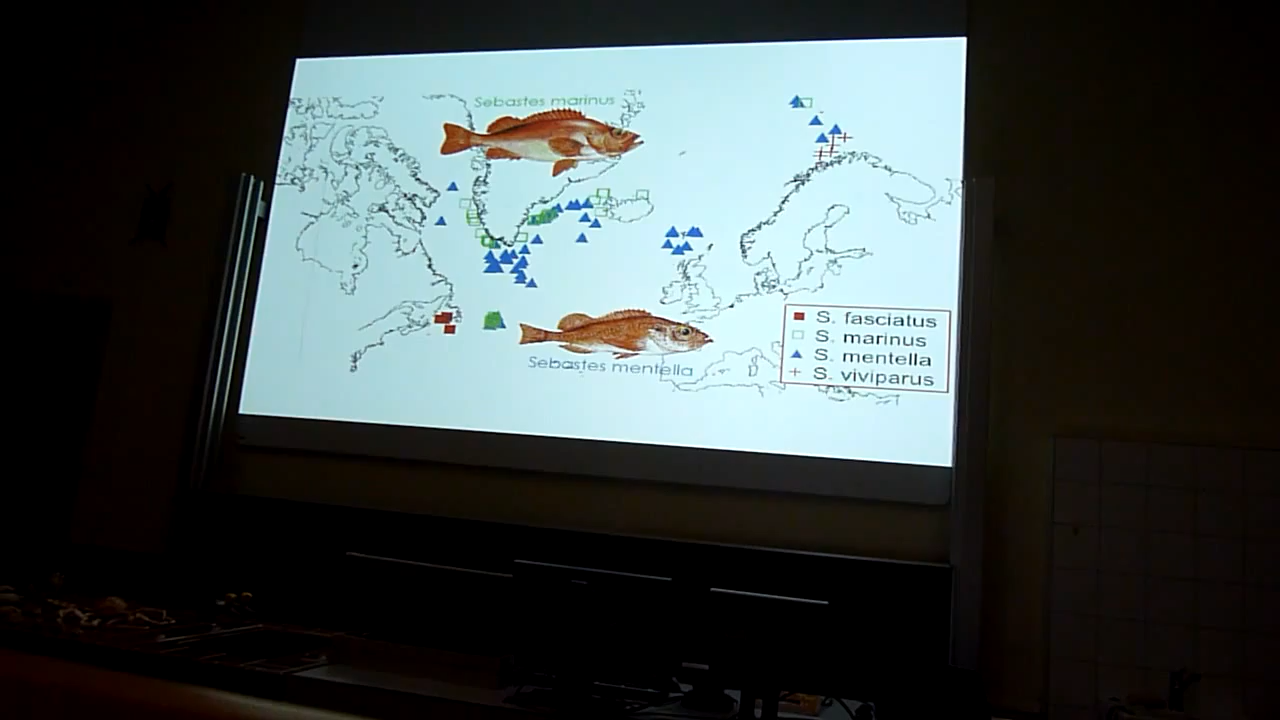 Sebastes marinus
Sebastes mentella
S. fasciatus
S. marinus
S. mentella
S. viviparus